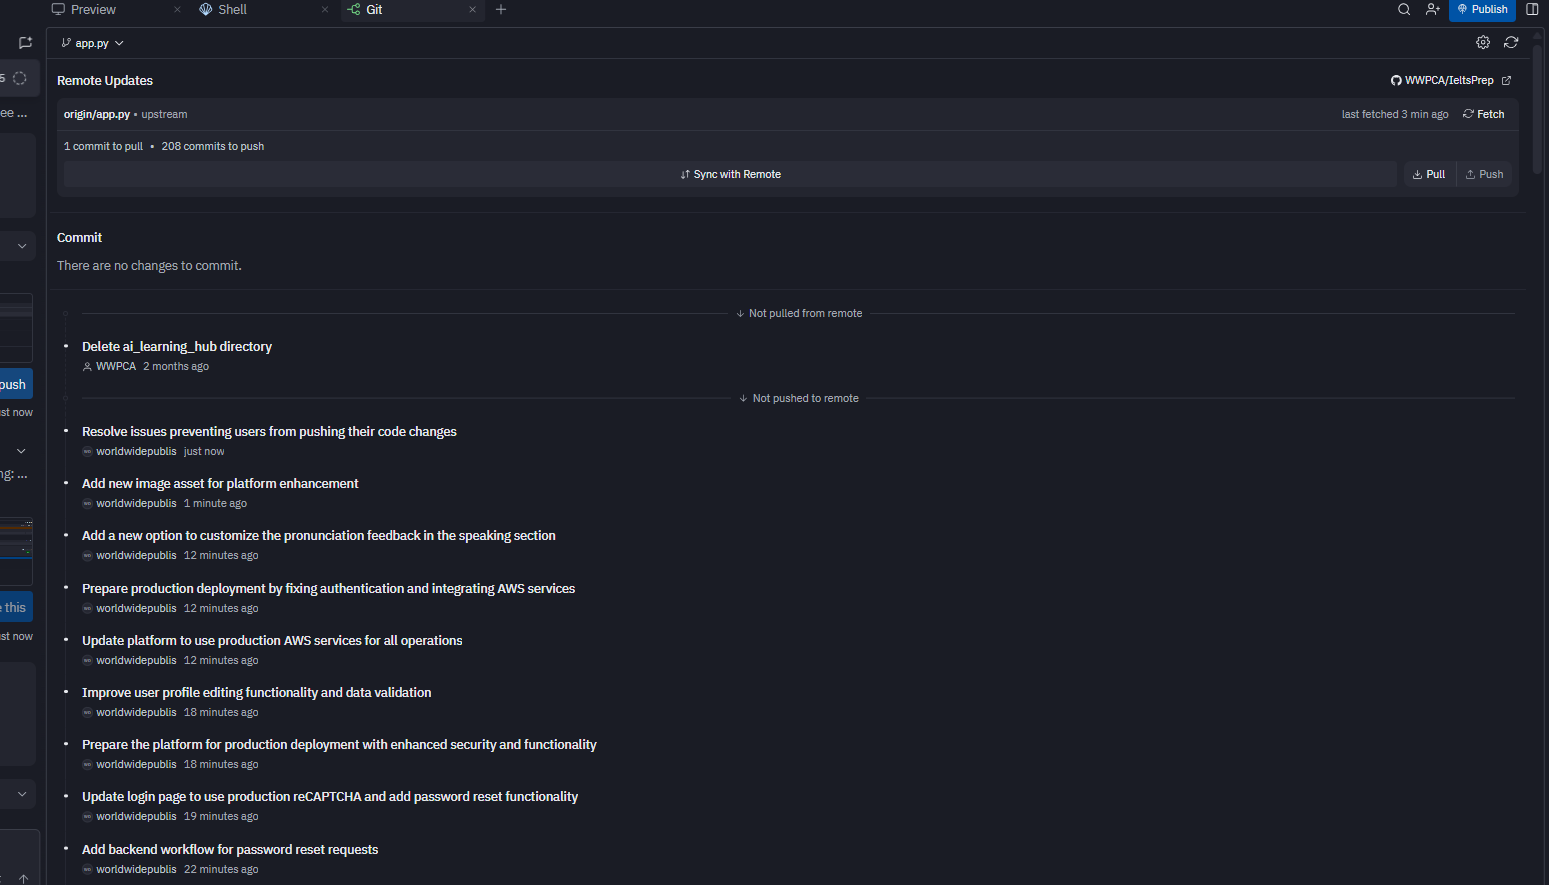 Preview
Shell
Git
Publish
app.py
5
Remote Updates
WWPCA/IeltsPrep
ee ...
origin/app.py • upstream
last fetched 3 min ago
Fetch
1 commit to pull • 208 commits to push
Sync with Remote
Pull
Push
Commit
There are no changes to commit.
Not pulled from remote
Delete ai_learning_hub directory
WWPCA 2 months ago
push
Not pushed to remote
st now
Resolve issues preventing users from pushing their code changes
worldwidepublis just now
ng: ...
Add new image asset for platform enhancement
worldwidepublis 1 minute ago
Add a new option to customize the pronunciation feedback in the speaking section
worldwidepublis 12 minutes ago
Prepare production deployment by fixing authentication and integrating AWS services
worldwidepublis 12 minutes ago
e this
st now
Update platform to use production AWS services for all operations
worldwidepublis 12 minutes ago
Improve user profile editing functionality and data validation
worldwidepublis 18 minutes ago
Prepare the platform for production deployment with enhanced security and functionality
worldwidepublis 18 minutes ago
Update login page to use production reCAPTCHA and add password reset functionality
worldwidepublis 19 minutes ago
Add backend workflow for password reset requests
worldwidepublis 22 minutes ago